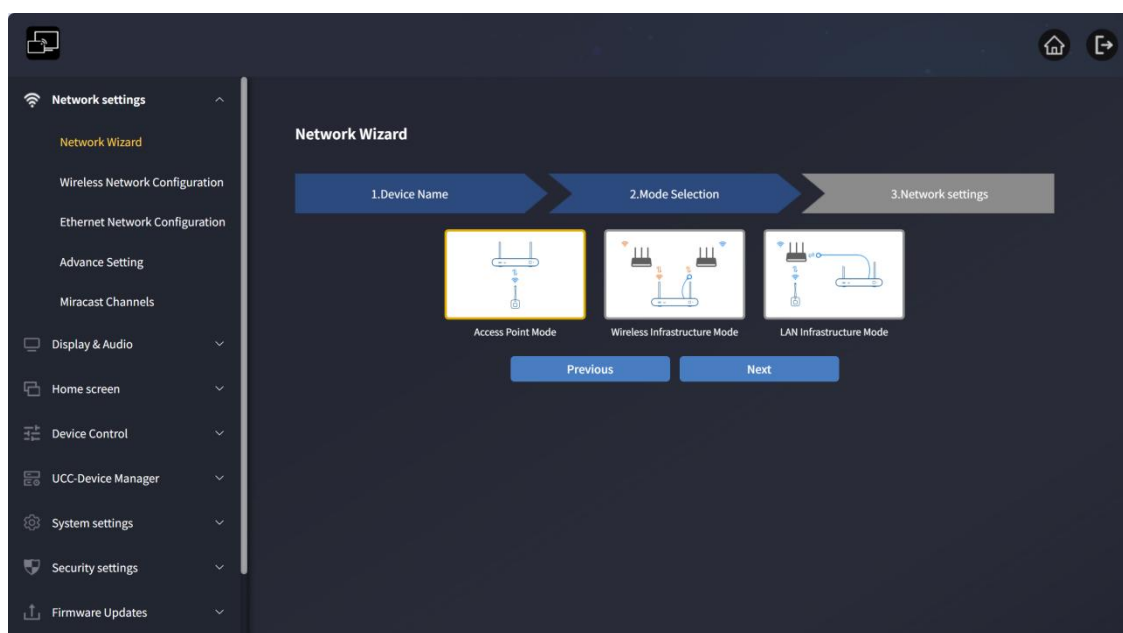 Network settings
Network Wizard
Wireless Network Configuration
Ethernet Network Configuration
Advance Setting
Miracast Channels
Display & Audio
Home screen
Device Control
UCC-Device Manager
System settings
Security settings
Firmware Updates
Network Wizard
1.Device Name
2.Mode Selection
3.Network settings
Access Point Mode
Wireless Infrastructure Mode
LAN Infrastructure Mode
Previous
Next